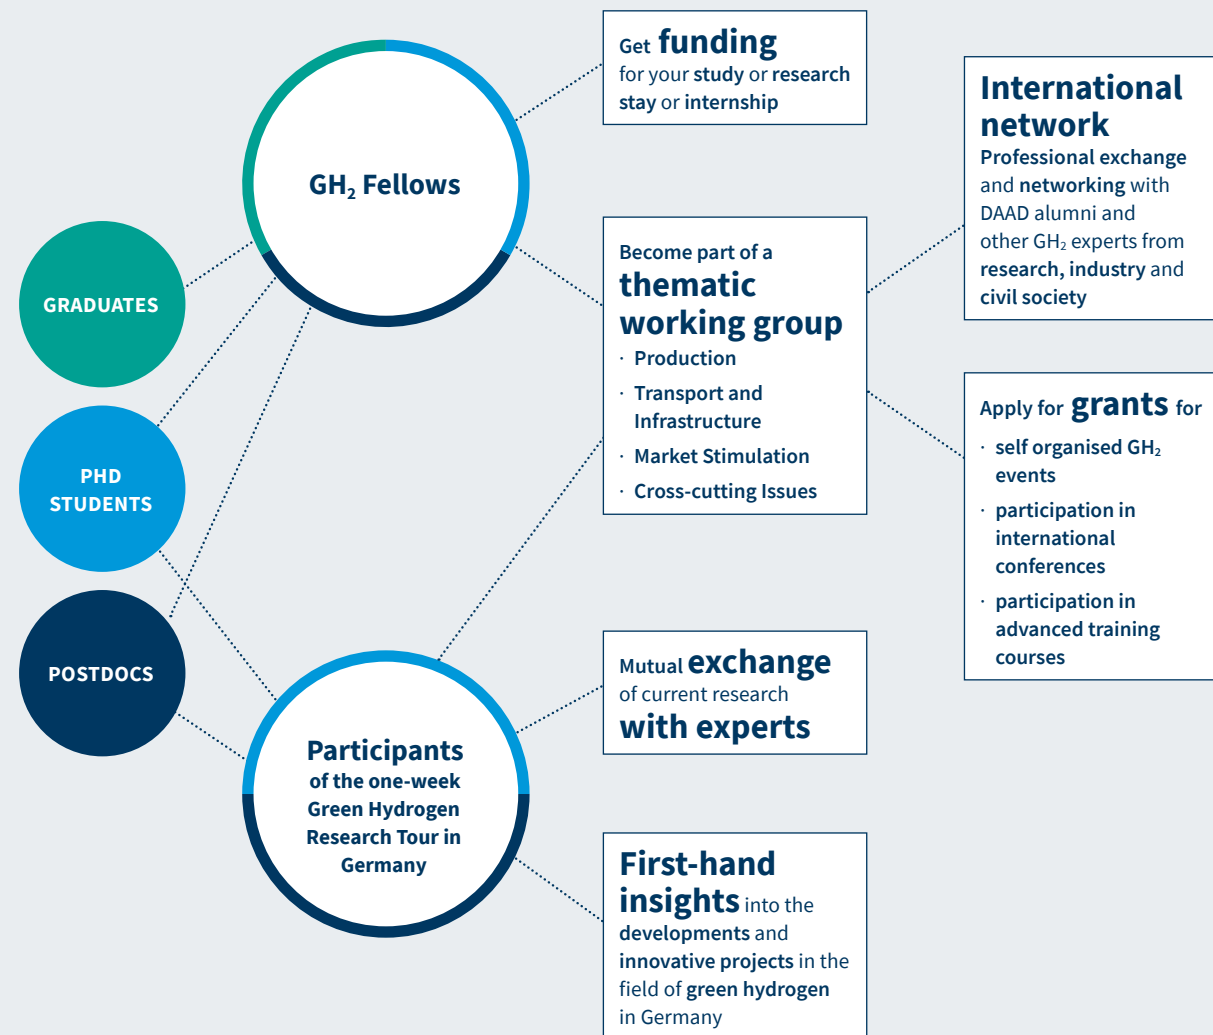 GRADUATES
PHD
STUDENTS
POSTDOCS
GH₂ Fellows
Participants
of the one-week
Green Hydrogen
Research Tour in
Germany
Get funding
for your study or research
stay or internship
Become part of a
thematic
working group
· Production
· Transport and
Infrastructure
· Market Stimulation
· Cross-cutting Issues
Mutual exchange
of current research
with experts
First-hand
insights into the
developments and
innovative projects in the
field of green hydrogen
in Germany
International
network
Professional exchange
and networking with
DAAD alumni and
other GH₂ experts from
research, industry and
civil society
Apply for grants for
· self organised GH₂
events
· participation in
international
conferences
· participation in
advanced training
courses